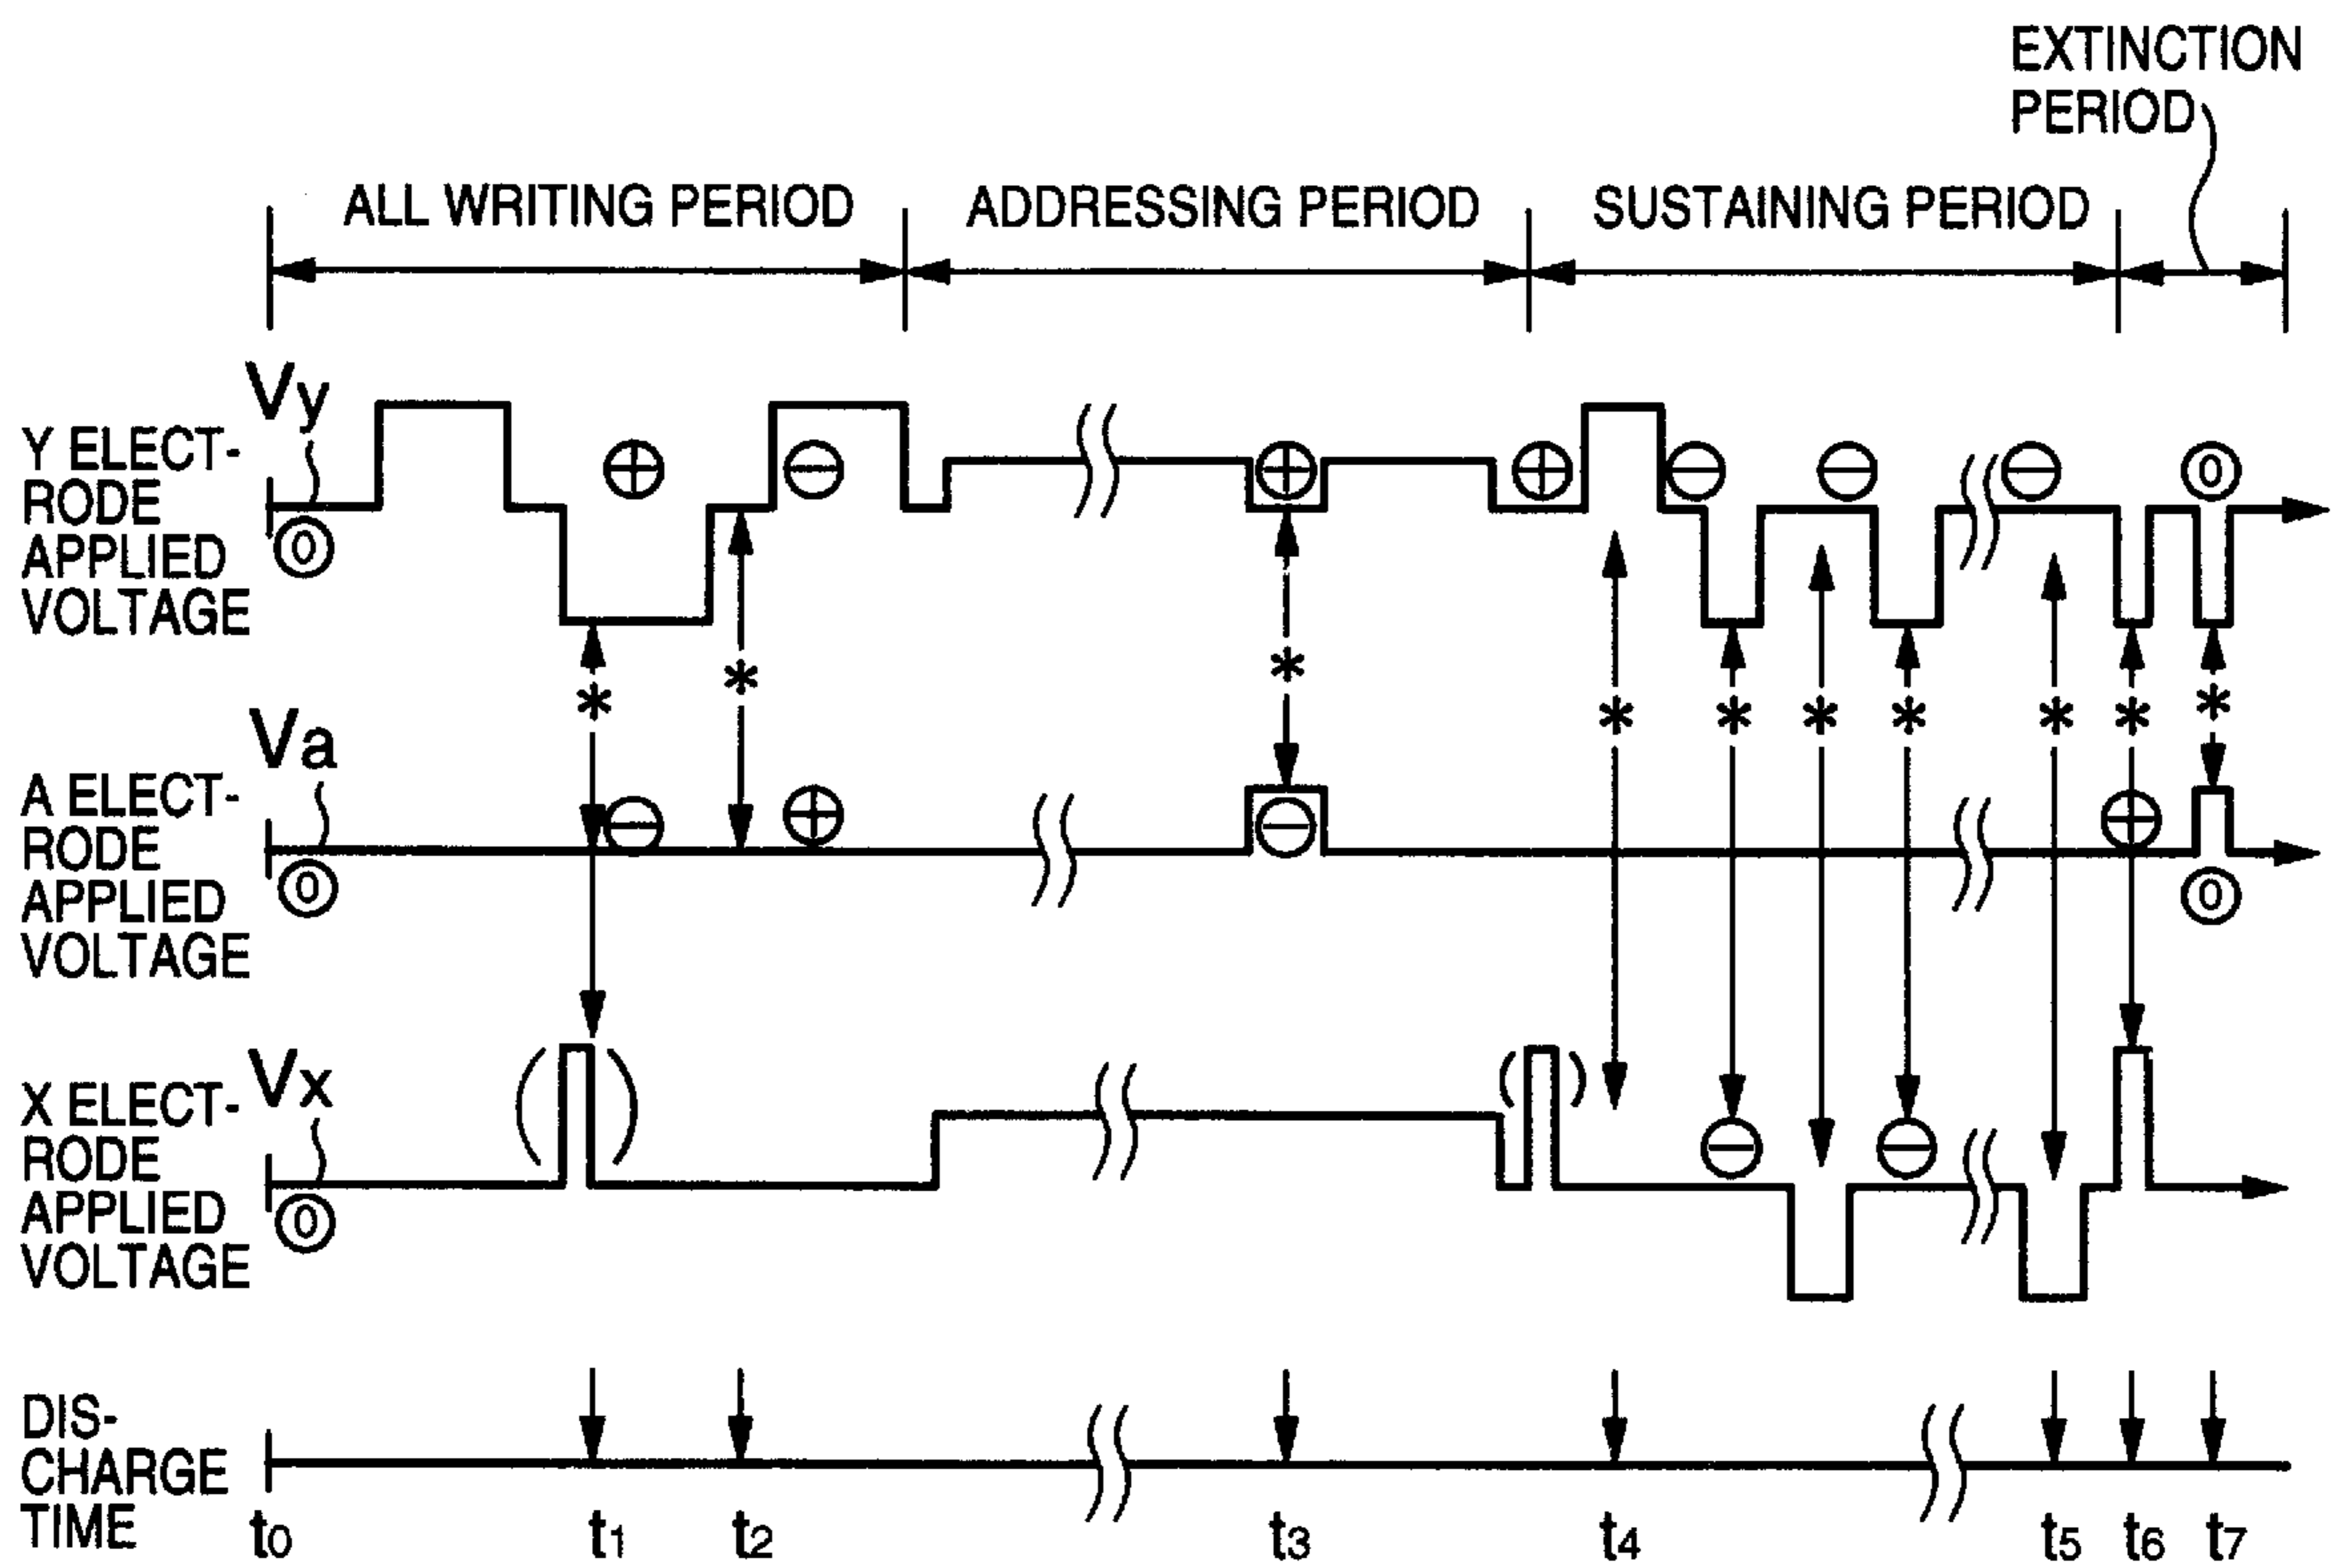 EXTINCTION
PERIOD
ALL WRITING PERIOD
ADDRESSING PERIOD
SUSTAINING PERIOD
Vy
Y ELECT-
RODE
APPLIED
VOLTAGE
0
+
−
+
+
−
−
−
0
*
*
*
*
*
*
*
*
*
*
Va
A ELECT-
RODE
APPLIED
VOLTAGE
0
−
+
−
+
0
Vx
X ELECT-
RODE
APPLIED
VOLTAGE
0
( )
( )
−
−
DIS-
CHARGE
TIME
t0 t1 t2 t3 t4 t5 t6 t7